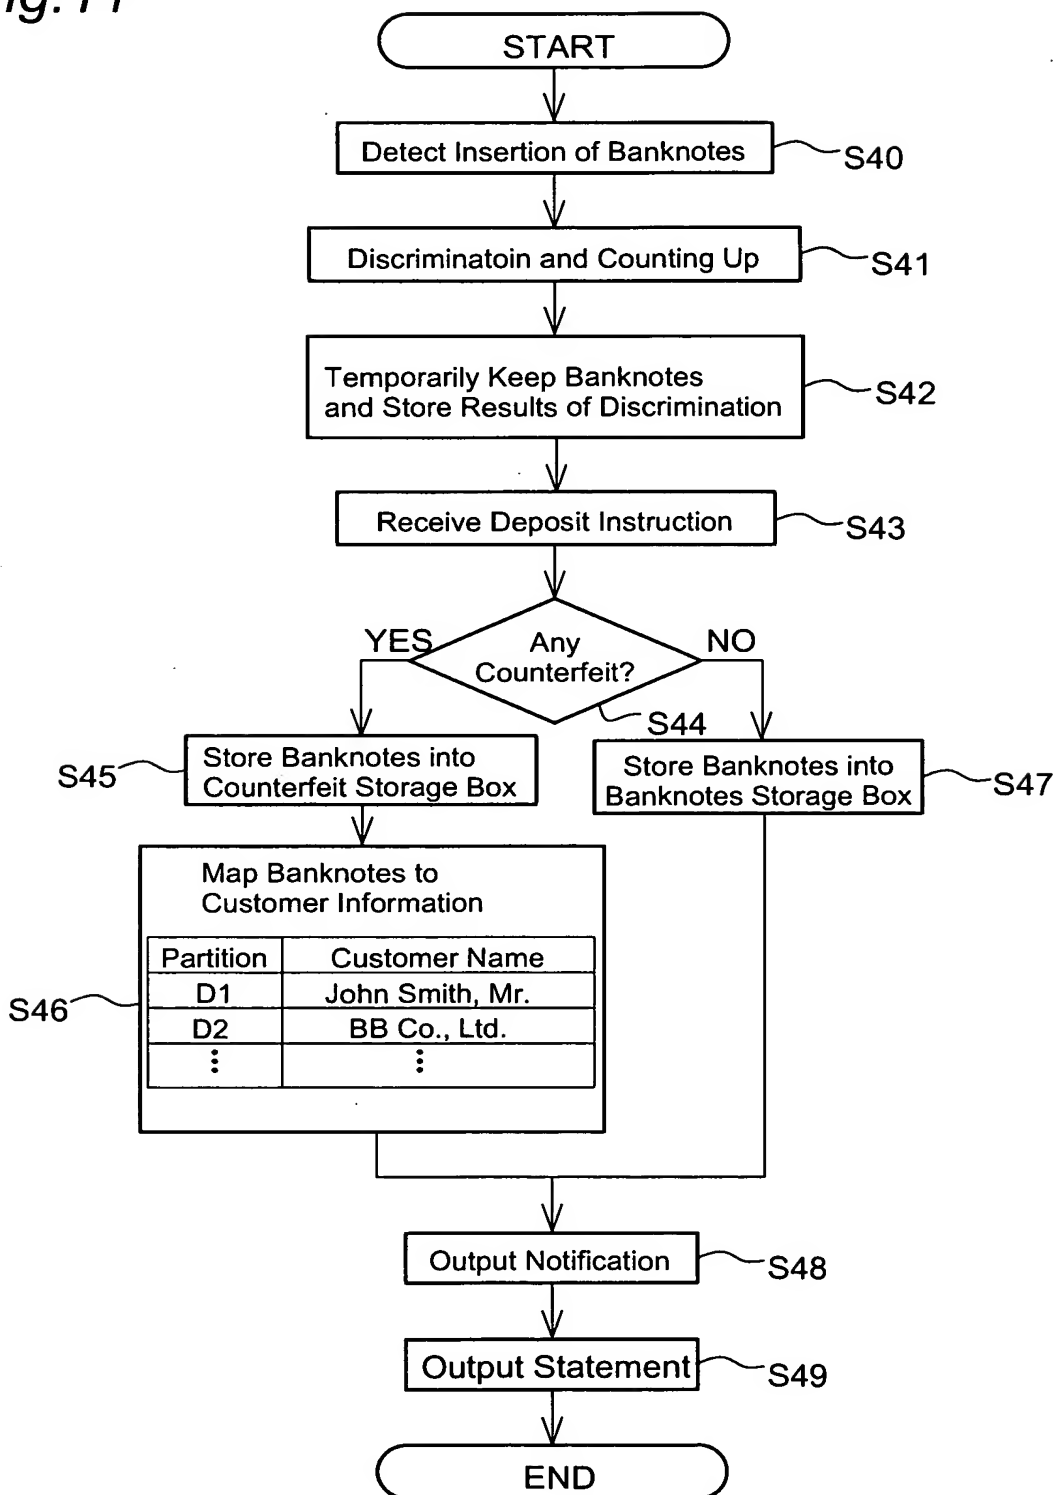 START
Detect Insertion of Banknotes
S40
Discriminatoin and Counting Up
S41
Temporarily Keep Banknotes
and Store Results of Discrimination
S42
Receive Deposit Instruction
S43
YES
Any
Counterfeit?
NO
S44
S45
Store Banknotes into
Counterfeit Storage Box
Store Banknotes into
Banknotes Storage Box
S47
Map Banknotes to
Customer Information
Partition Customer Name
D1 John Smith, Mr.
D2 BB Co., Ltd.
S46
Output Notification
S48
Output Statement
S49
END